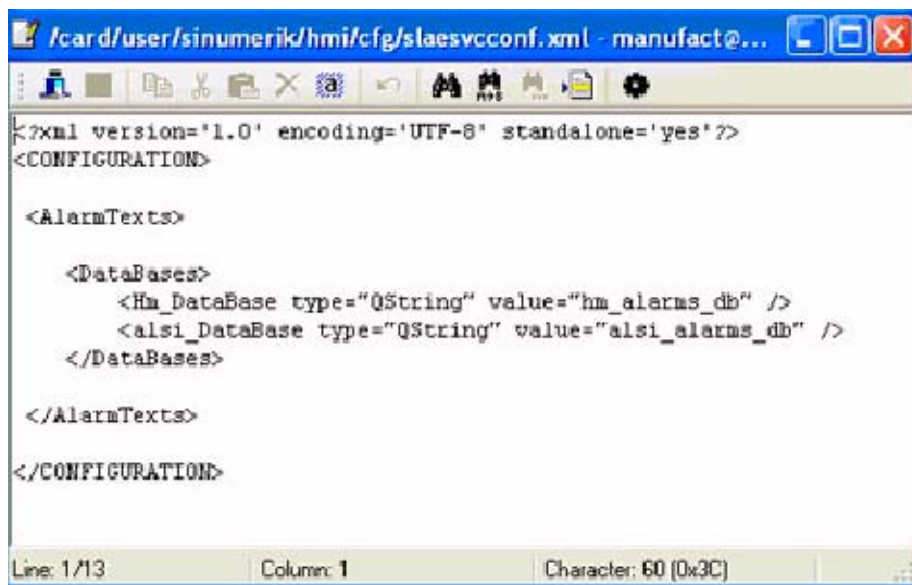 /card/user/sinumerik/hmi/cfg/slaesvcconf.xml - manufact@...
<?xml version='1.0' encoding='UTF-8' standalone='yes'?>
<CONFIGURATION>
<AlarmTexts>
<DataBases>
<Hm_DataBase type="QString" value="hm_alarms_db" />
<alsi_DataBase type="QString" value="alsi_alarms_db" />
</DataBases>
</AlarmTexts>
</CONFIGURATION>
Line: 1/13 Column: 1 Character: 60 (0x3C)